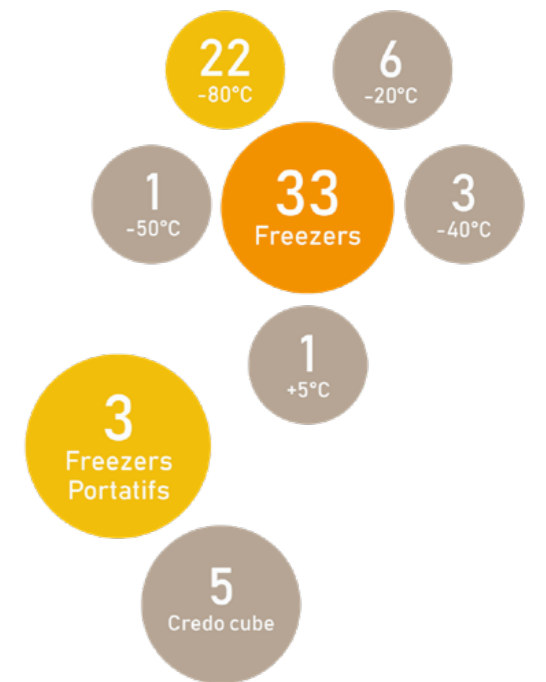 22
-80°C
6
-20°C
1
-50°C
33
Freezers
3
-40°C
1
+5°C
3
Freezers
Portatifs
5
Credo cube